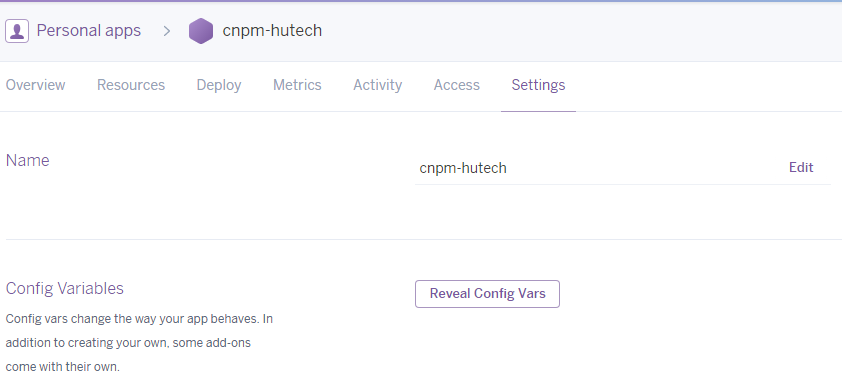 Personal apps > cnpm-hutech
Overview Resources Deploy Metrics Activity Access Settings
Name cnpm-hutech Edit
Config Variables Reveal Config Vars
Config vars change the way your app behaves. In
addition to creating your own, some add-ons
come with their own.